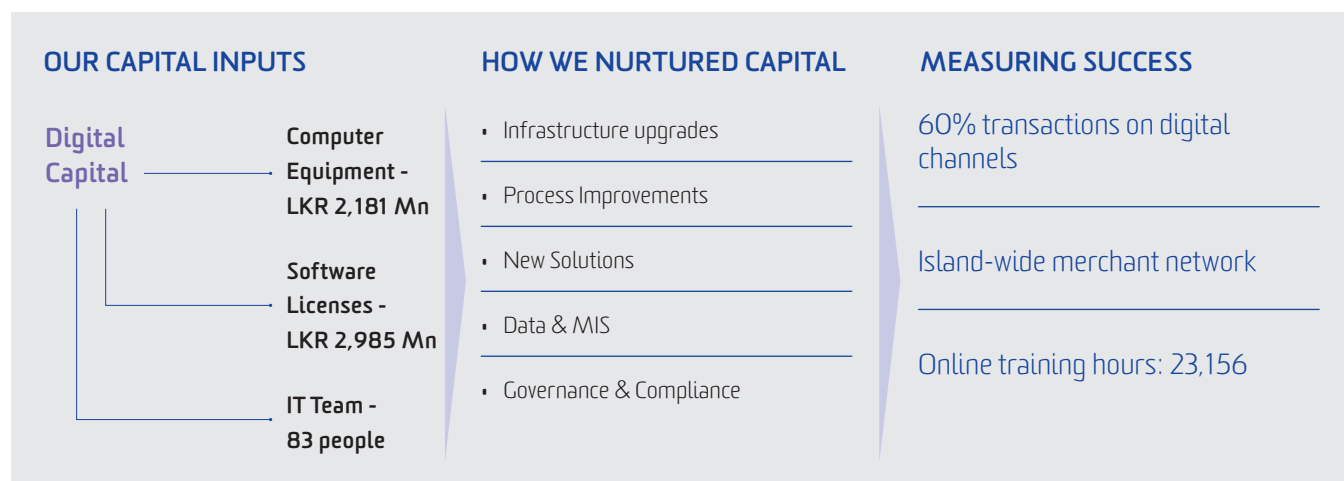 OUR CAPITAL INPUTS
Digital
Capital
Computer
Equipment -
LKR 2,181 Mn
Software
Licenses -
LKR 2,985 Mn
IT Team -
83 people
HOW WE NURTURED CAPITAL
• Infrastructure upgrades
• Process Improvements
• New Solutions
• Data & MIS
• Governance & Compliance
MEASURING SUCCESS
60% transactions on digital
channels
Island-wide merchant network
Online training hours: 23,156